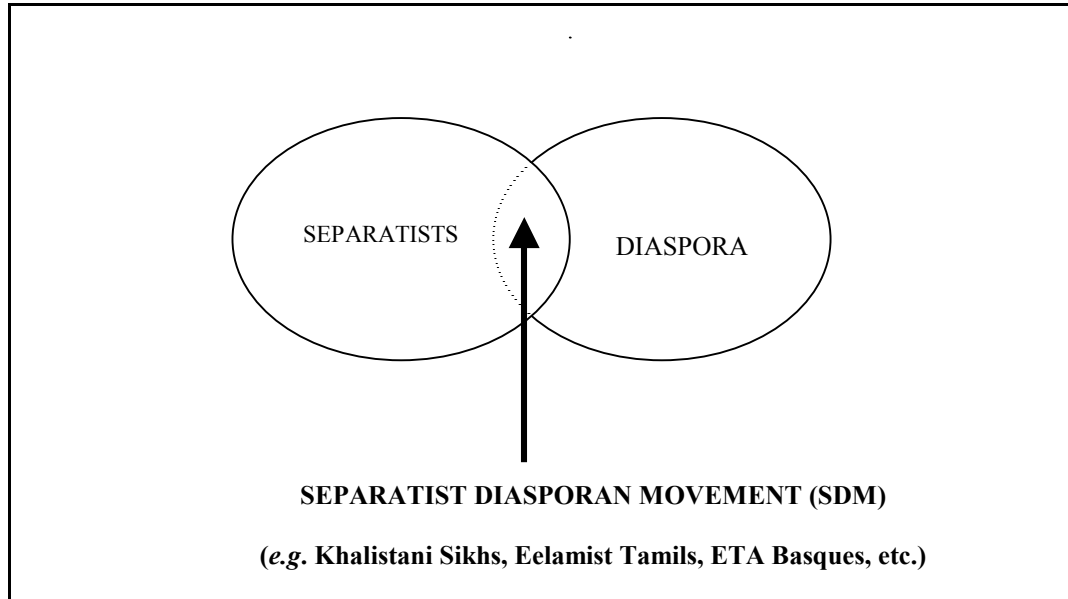 SEPARATISTS
DIASPORA
SEPARATIST DIASPORAN MOVEMENT (SDM)
(e.g. Khalistani Sikhs, Eelamist Tamils, ETA Basques, etc.)